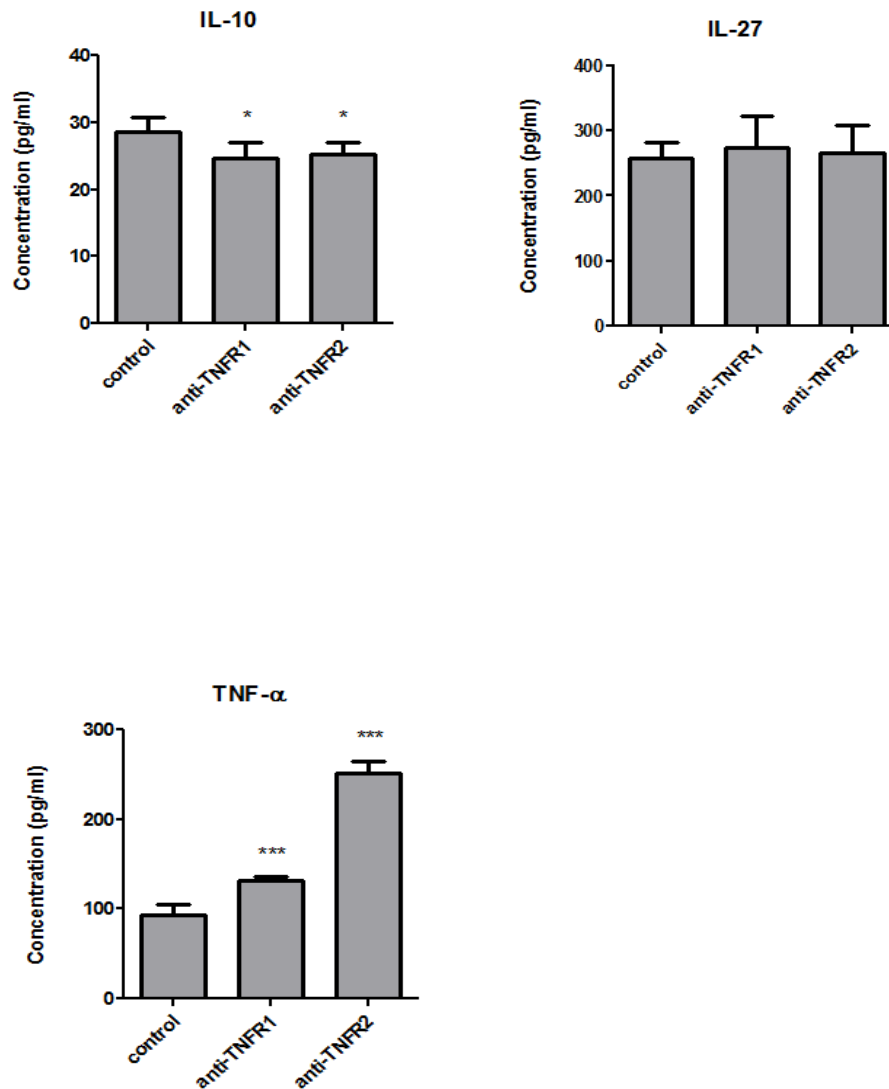 IL-10
Concentration (pg/ml)
40
30
20
10
0
*
*
control
anti-TNFR1
anti-TNFR2
IL-27
Concentration (pg/ml)
400
300
200
100
0
control
anti-TNFR1
anti-TNFR2
TNF-α
Concentration (pg/ml)
300
200
100
0
***
***
control
anti-TNFR1
anti-TNFR2